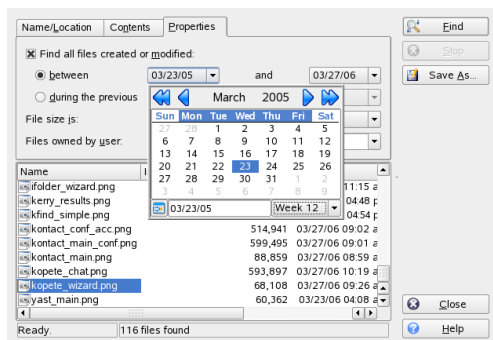 Name/Location Contents Properties
Find all files created or modified:
between 03/23/05 and 03/27/06
during the previous
File size is:
Files owned by user:
March 2005
Sun Mon Tue Wed Thu Fri Sat
27 28 1 2 3 4 5
6 7 8 9 10 11 12
13 14 15 16 17 18 19
20 21 22 23 24 25 26
27 28 29 30 31 1 2
3 4 5 6 7 8 9
03/23/05 Week 12
Name
ifolder_wizard.png 11:15 a
kerry_results.png 04:48 p
kfind_simple.png 04:54 p
kontact_conf_acc.png 514,941 03/27/06 09:02 a
kontact_main_conf.png 599,495 03/27/06 09:01 a
kontact_main.png 88,859 03/27/06 08:59 a
kopete_chat.png 593,897 03/27/06 10:19 a
kopete_wizard.png 68,108 03/27/06 09:26 a
yast_main.png 60,362 03/23/06 04:08 a
Ready. 116 files found
Find
Stop
Save As...
Close
Help